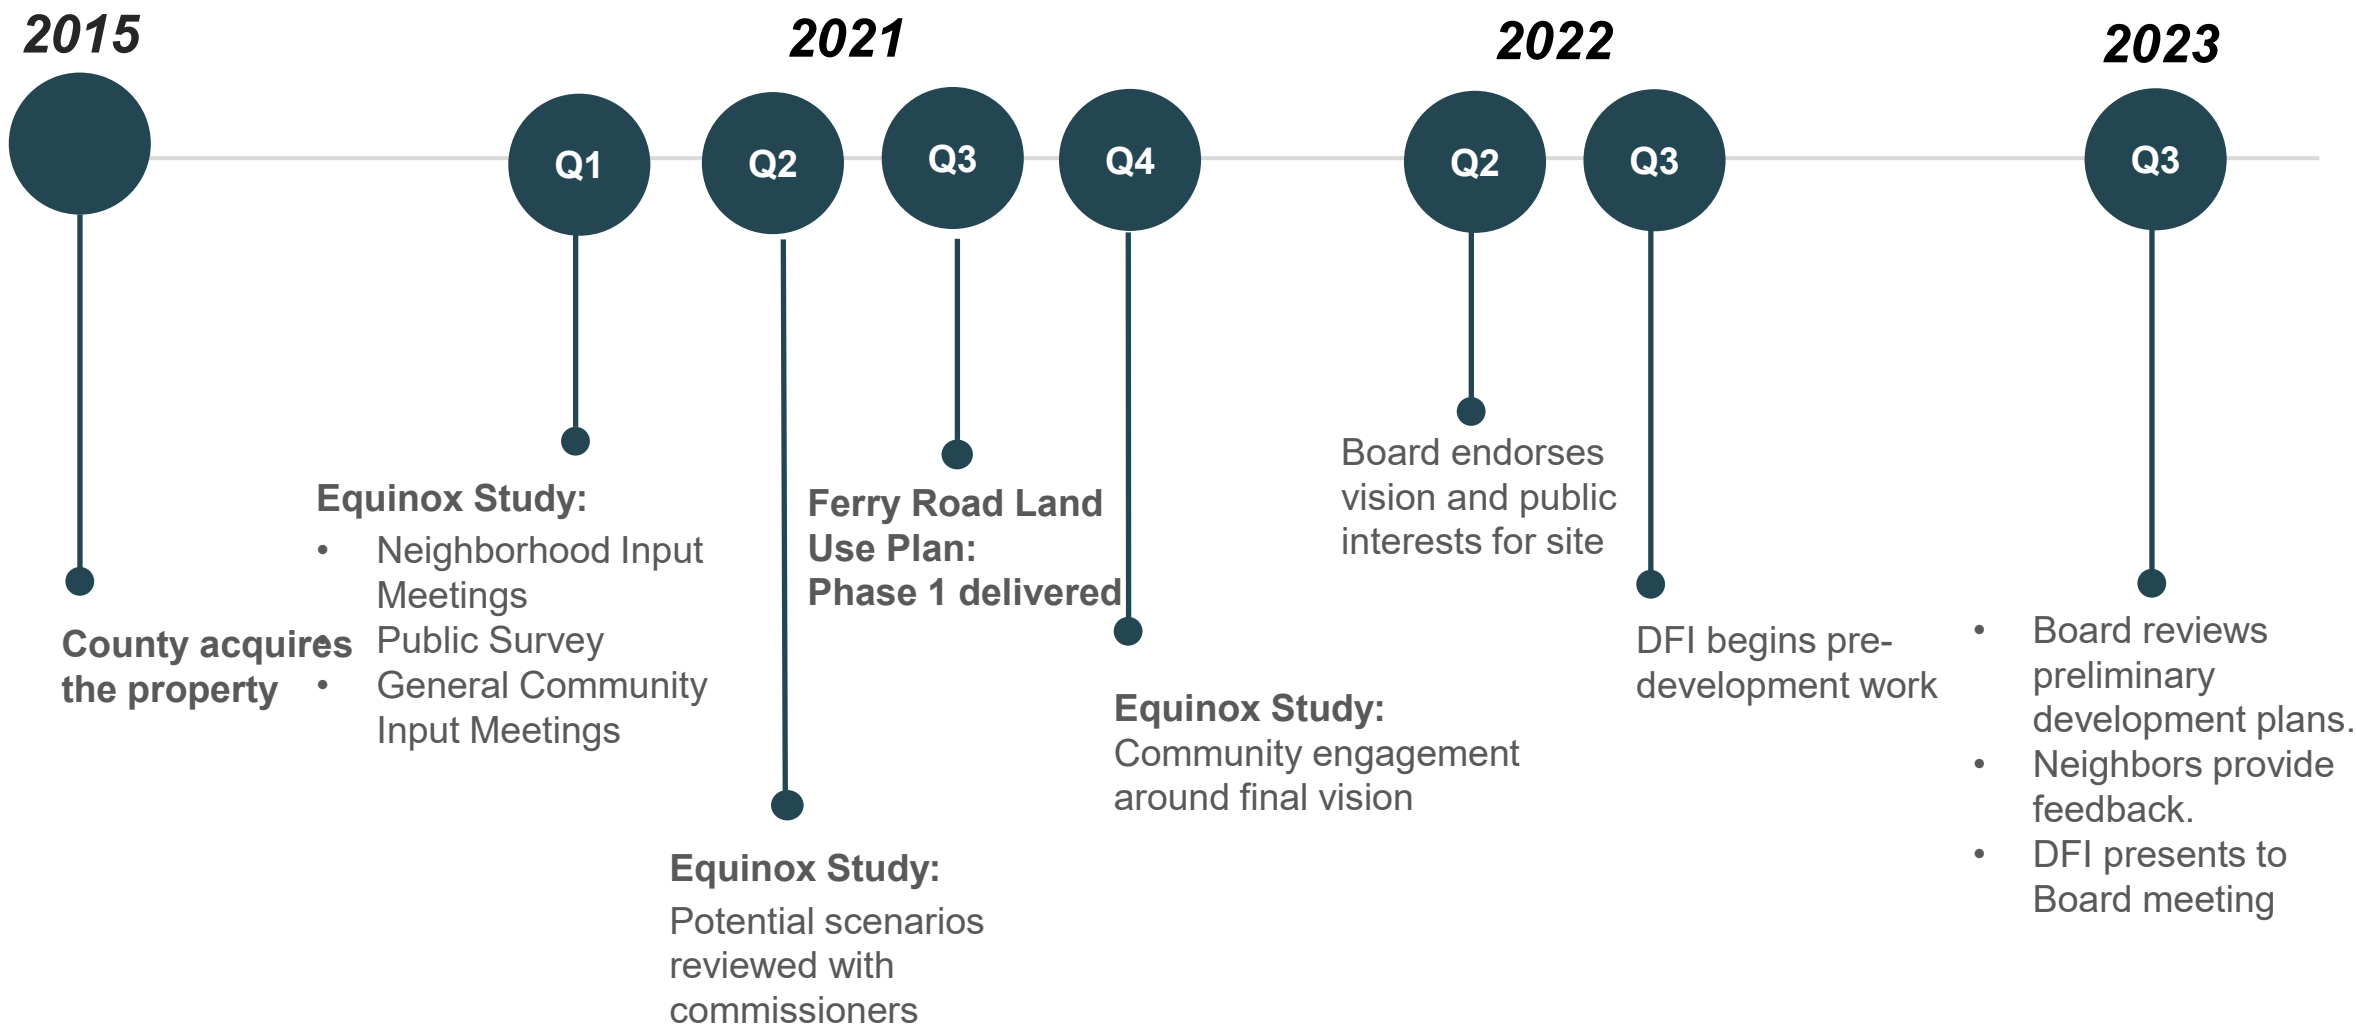 2015
2021
2022
2023
Q1
Q2
Q3
Q4
Q2
Q3
Q3
County acquires
the property
Equinox Study:
• Neighborhood Input
Meetings
• Public Survey
• General Community
Input Meetings
Equinox Study:
Potential scenarios
reviewed with
commissioners
Ferry Road Land
Use Plan:
Phase 1 delivered
Equinox Study:
Community engagement
around final vision
Board endorses
vision and public
interests for site
DFI begins pre-
development work
• Board reviews
preliminary
development plans.
• Neighbors provide
feedback.
• DFI presents to
Board meeting